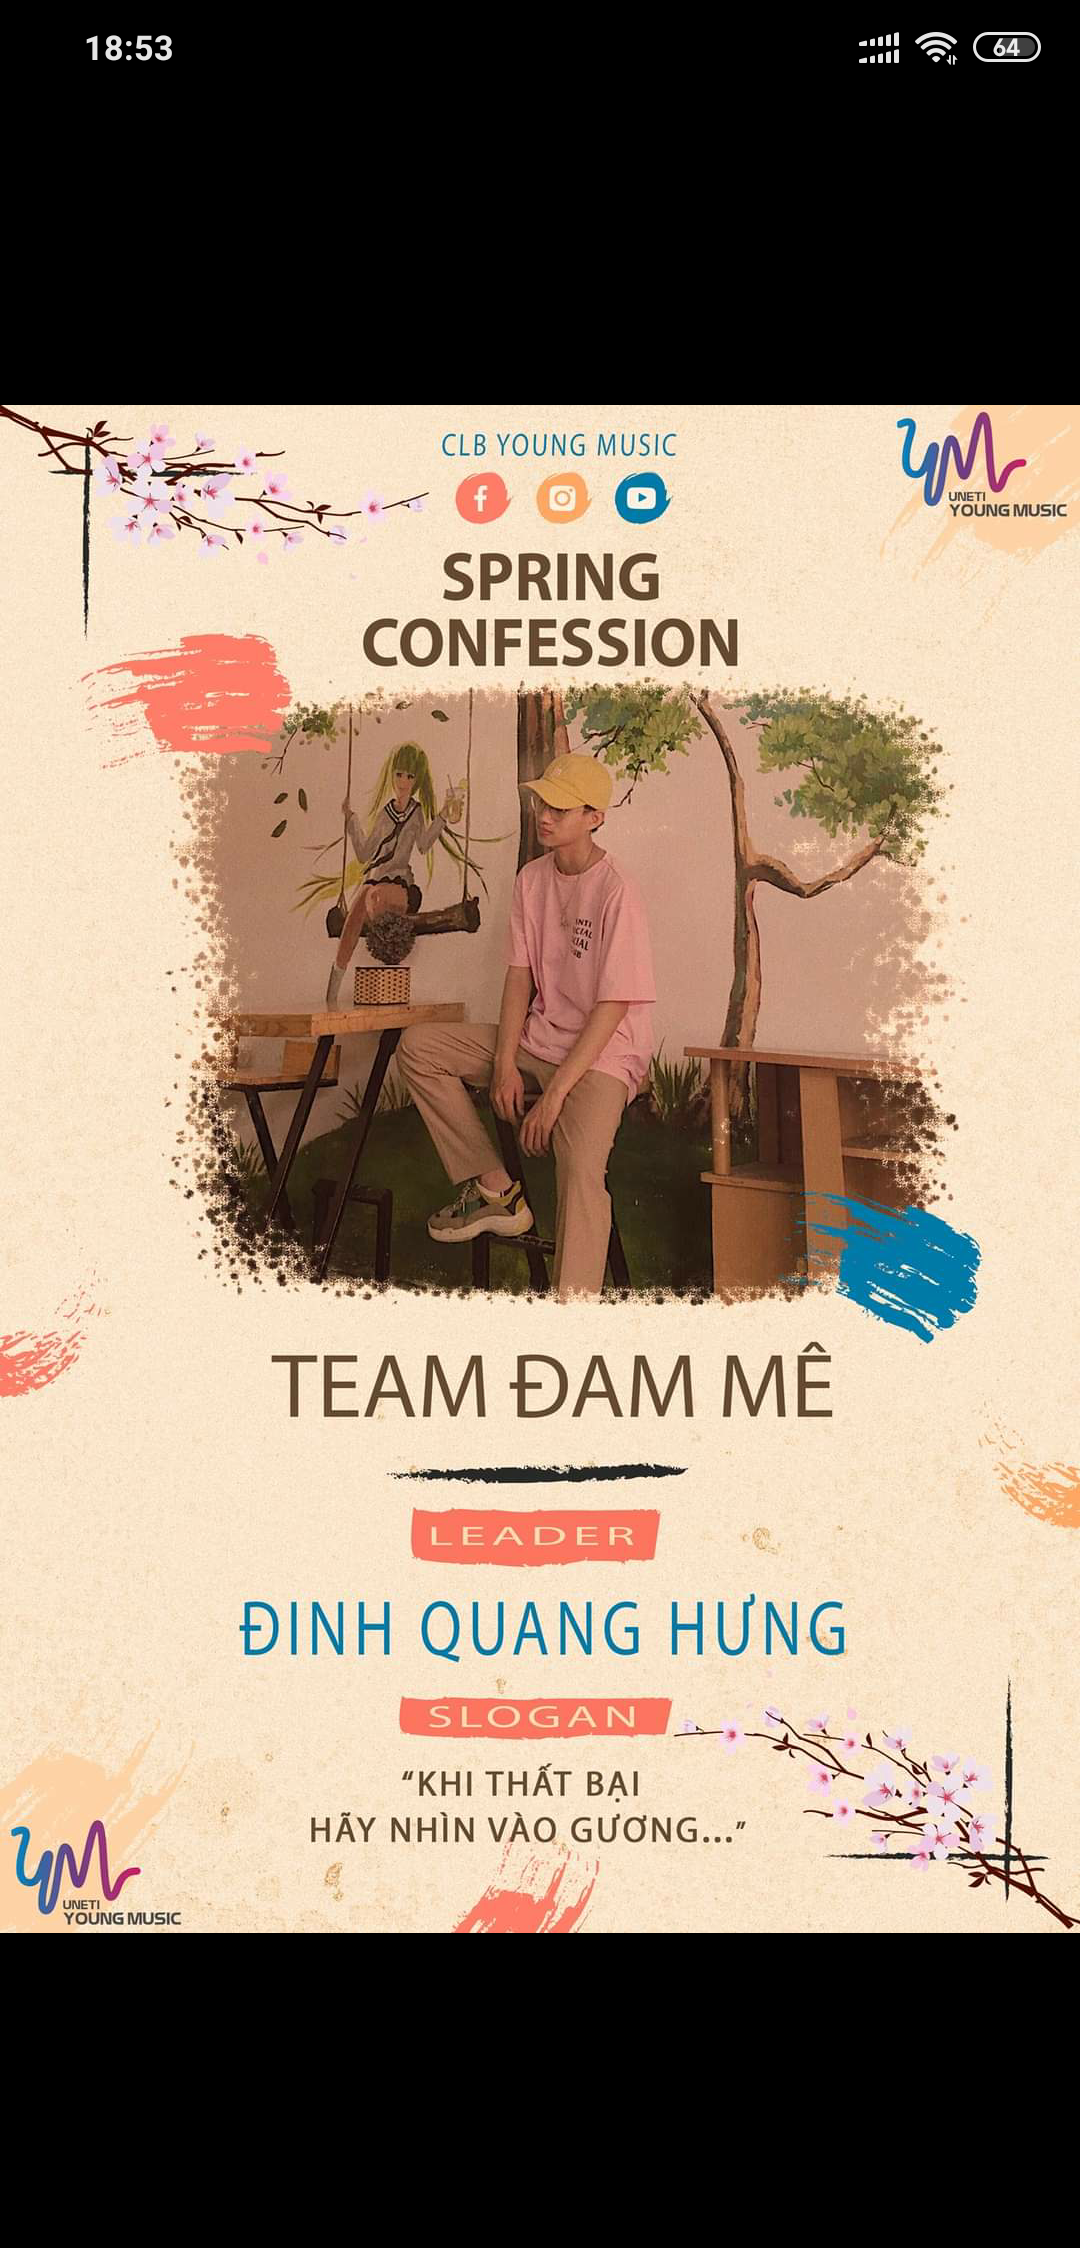 18:53
64
CLB YOUNG MUSIC
UNETI
YOUNG MUSIC
SPRING
CONFESSION
TEAM ĐAM MÊ
LEADER
ĐINH QUANG HƯNG
SLOGAN
“KHI THẤT BẠI
HÃY NHÌN VÀO GƯƠNG...”
UNETI
YOUNG MUSIC